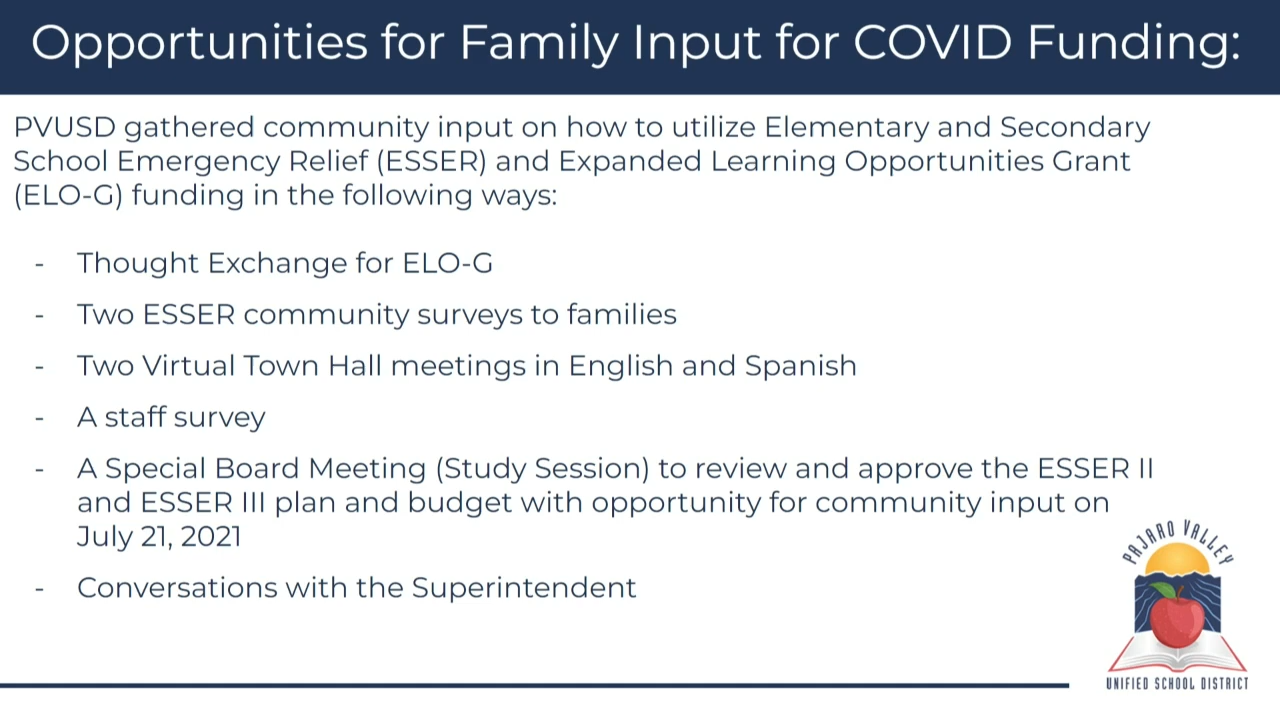 Opportunities for Family Input for COVID Funding:
PVUSD gathered community input on how to utilize Elementary and Secondary
School Emergency Relief (ESSER) and Expanded Learning Opportunities Grant
(ELO-G) funding in the following ways:
- Thought Exchange for ELO-G
- Two ESSER community surveys to families
- Two Virtual Town Hall meetings in English and Spanish
- A staff survey
- A Special Board Meeting (Study Session) to review and approve the ESSER II
and ESSER III plan and budget with opportunity for community input on
July 21, 2021
- Conversations with the Superintendent
PAJARO VALLEY
UNIFIED SCHOOL DISTRICT